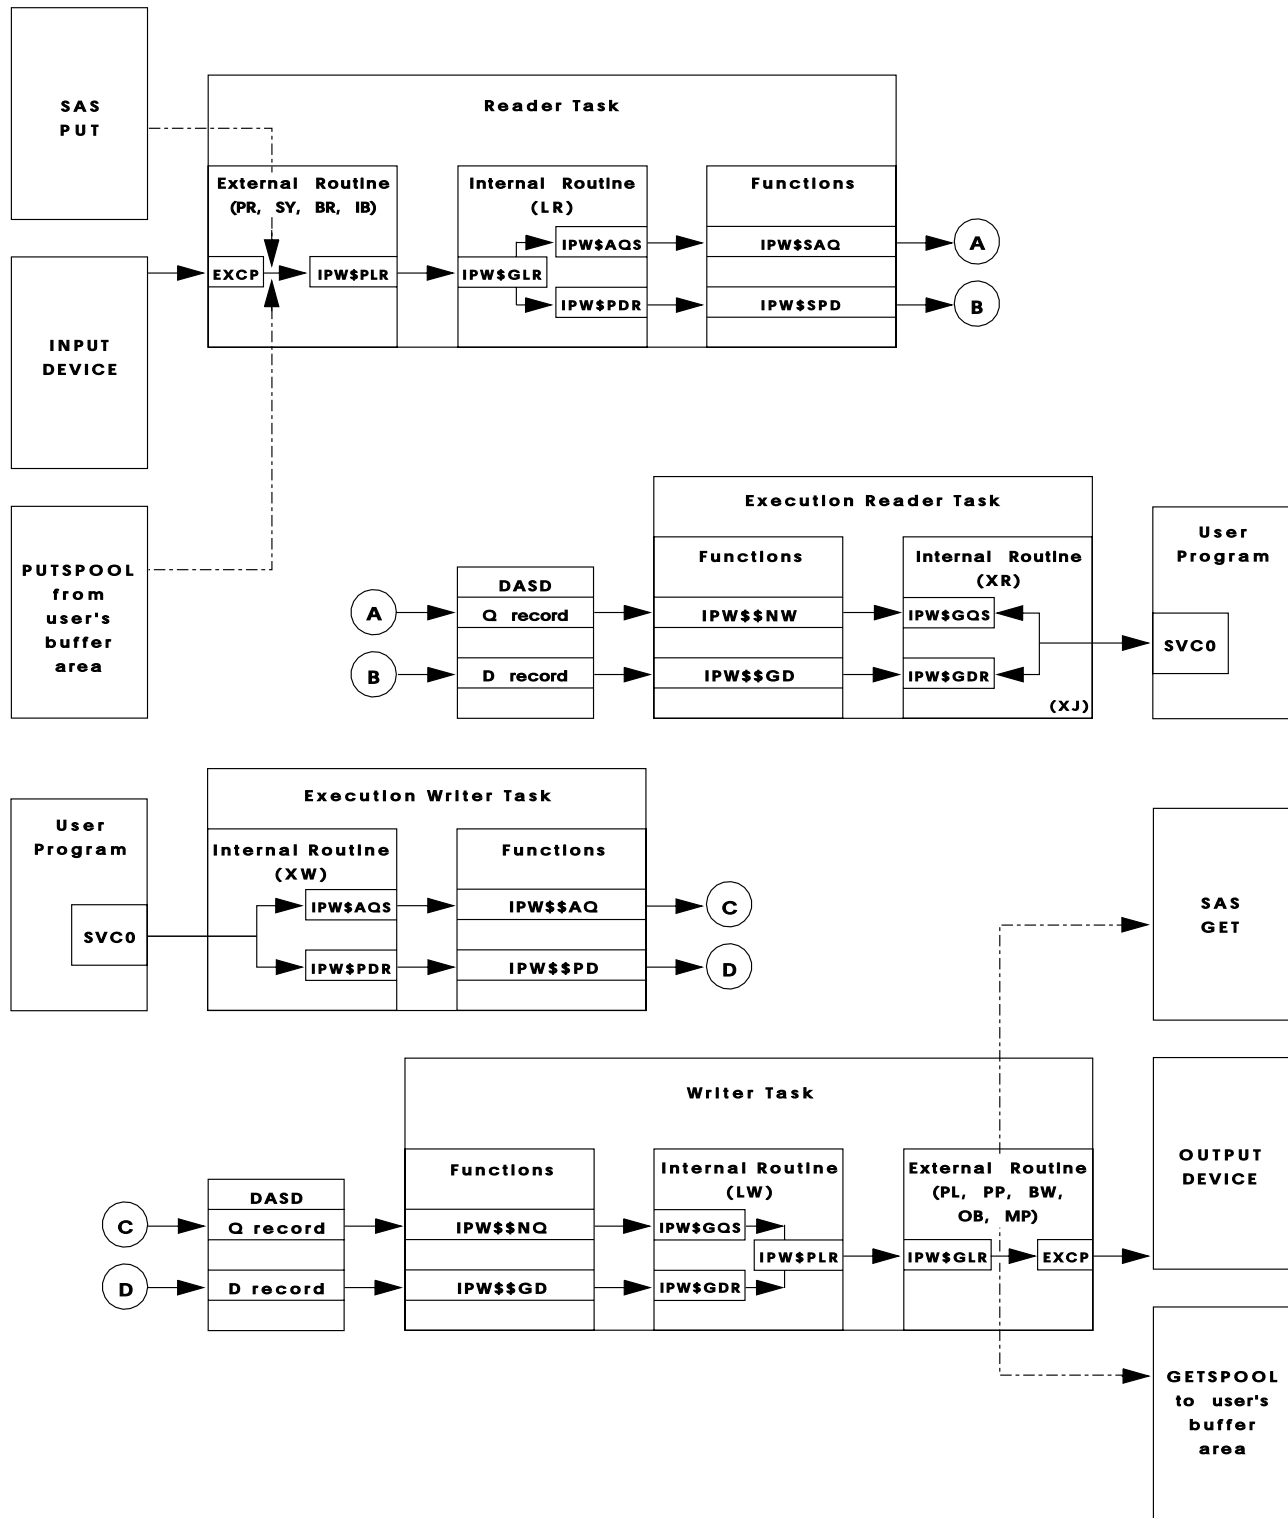 SAS
PUT
Reader Task
External Routine
(PR, SY, BR, IB)
Internal Routine
(LR)
Functions
IPW$AQS
IPW$SAQ
A
EXCP
IPW$PLR
IPW$GLR
IPW$PDR
IPW$SPD
B
INPUT
DEVICE
PUTSPOOL
from
user's
buffer
area
Execution Reader Task
Functions
Internal Routine
(XR)
User
Program
DASD
A
Q record
IPW$$NW
IPW$GQS
SVC0
B
D record
IPW$$GD
IPW$GDR
(XJ)
Execution Writer Task
User
Program
Internal Routine
(XW)
Functions
IPW$AQS
IPW$$AQ
C
SVC0
IPW$PDR
IPW$$PD
D
SAS
GET
Writer Task
Functions
Internal Routine
(LW)
External Routine
(PL, PP, BW,
OB, MP)
OUTPUT
DEVICE
DASD
C
Q record
IPW$$NQ
IPW$GQS
IPW$PLR
IPW$GLR
EXCP
D
D record
IPW$$GD
IPW$GDR
GETSPOOL
to user's
buffer
area